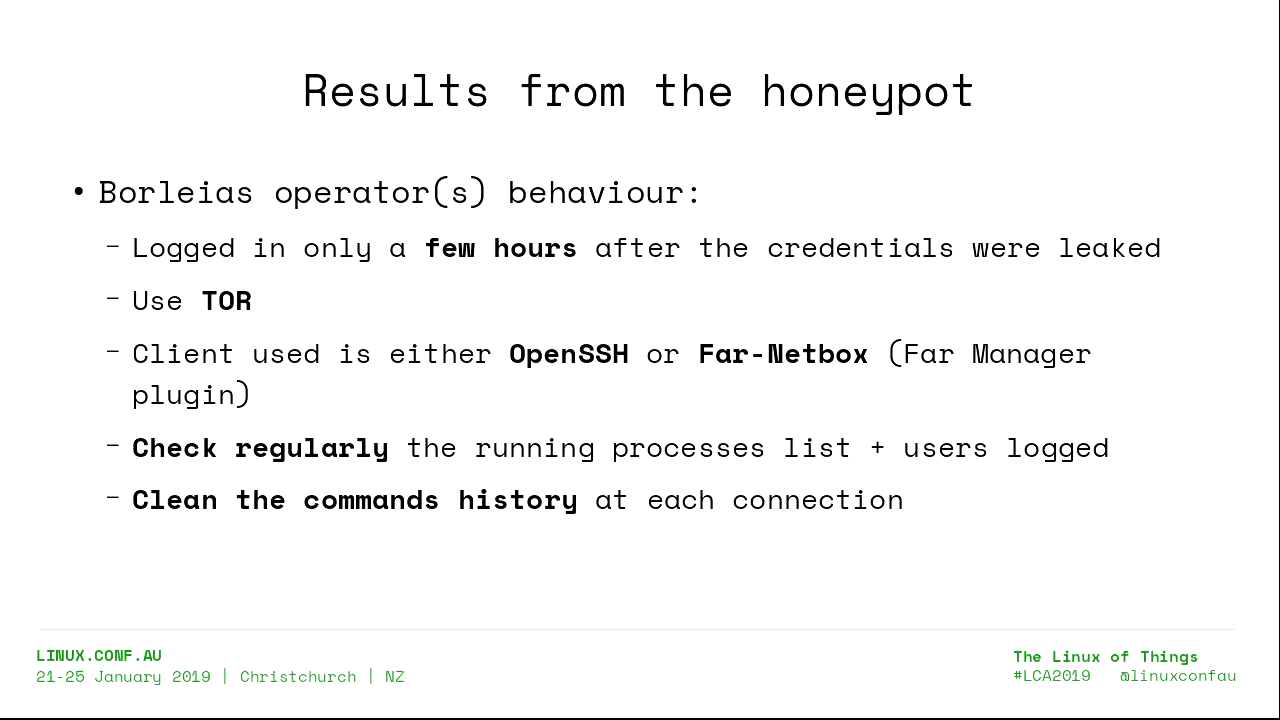 Results from the honeypot
• Borleias operator(s) behaviour:
– Logged in only a few hours after the credentials were leaked
– Use TOR
– Client used is either OpenSSH or Far-Netbox (Far Manager
plugin)
– Check regularly the running processes list + users logged
– Clean the commands history at each connection
LINUX.CONF.AU
21-25 January 2019 | Christchurch | NZ
The Linux of Things
#LCA2019 @linuxconfau